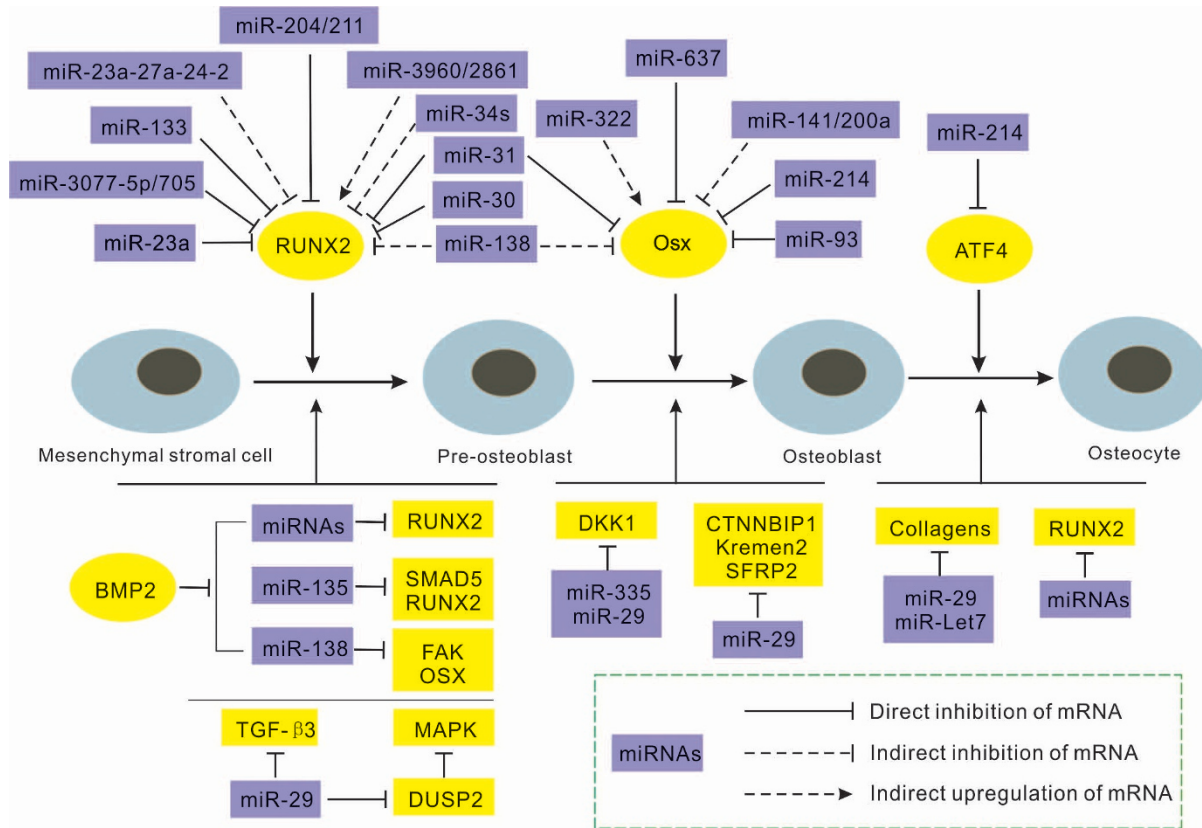 miR-204/211
miR-23a-27a-24-2
miR-3960/2861
miR-637
miR-133
miR-34s
miR-322
miR-141/200a
miR-214
miR-3077-5p/705
miR-31
miR-30
miR-214
miR-23a
RUNX2
miR-138
Osx
miR-93
ATF4
Mesenchymal stromal cell
Pre-osteoblast
Osteoblast
Osteocyte
BMP2
miRNAs
RUNX2
miR-135
SMAD5
RUNX2
miR-138
FAK
OSX
TGF-β3
MAPK
miR-29
DUSP2
DKK1
miR-335
miR-29
CTNNBIP1
Kremen2
SFRP2
miR-29
Collagens
miR-29
miR-Let7
RUNX2
miRNAs
miRNAs
Direct inhibition of mRNA
Indirect inhibition of mRNA
Indirect upregulation of mRNA